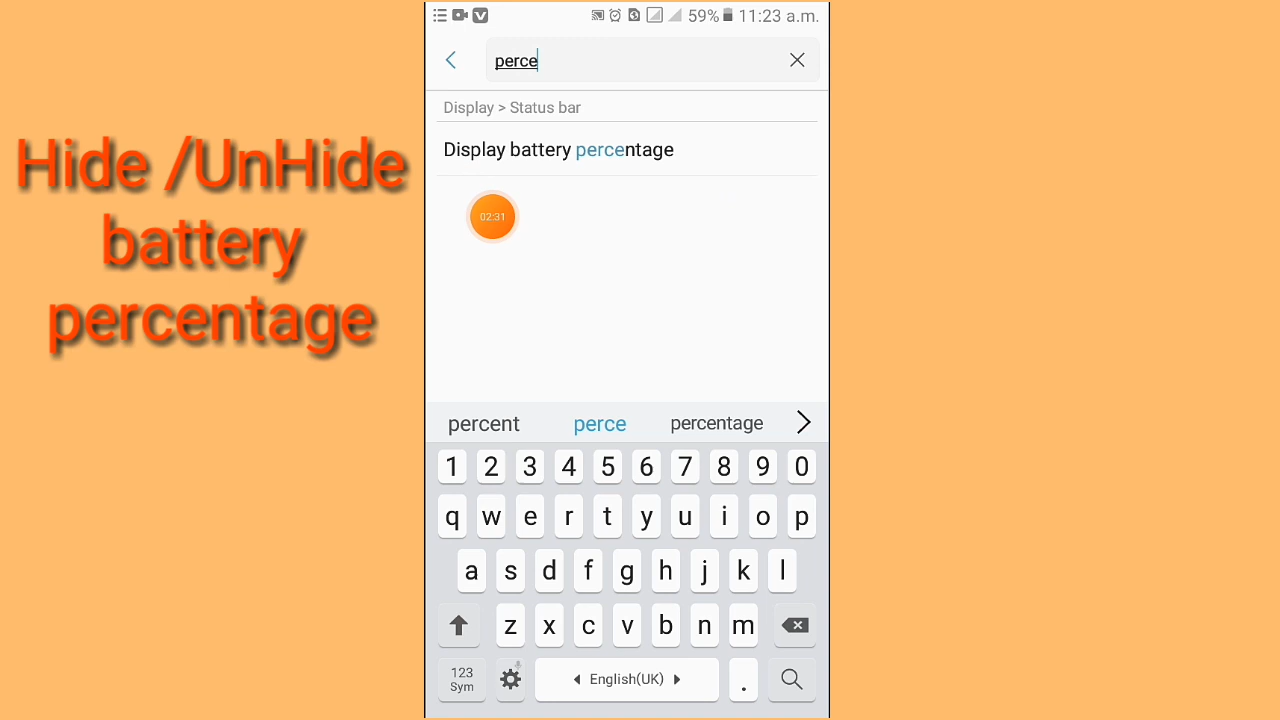 Hide /UnHide
battery
percentage
59% 11:23 a.m.
perce
Display > Status bar
Display battery percentage
02:31
percent perce percentage
1 2 3 4 5 6 7 8 9 0
q w e r t y u i o p
a s d f g h j k l
z x c v b n m
123
Sym
English(UK)
.